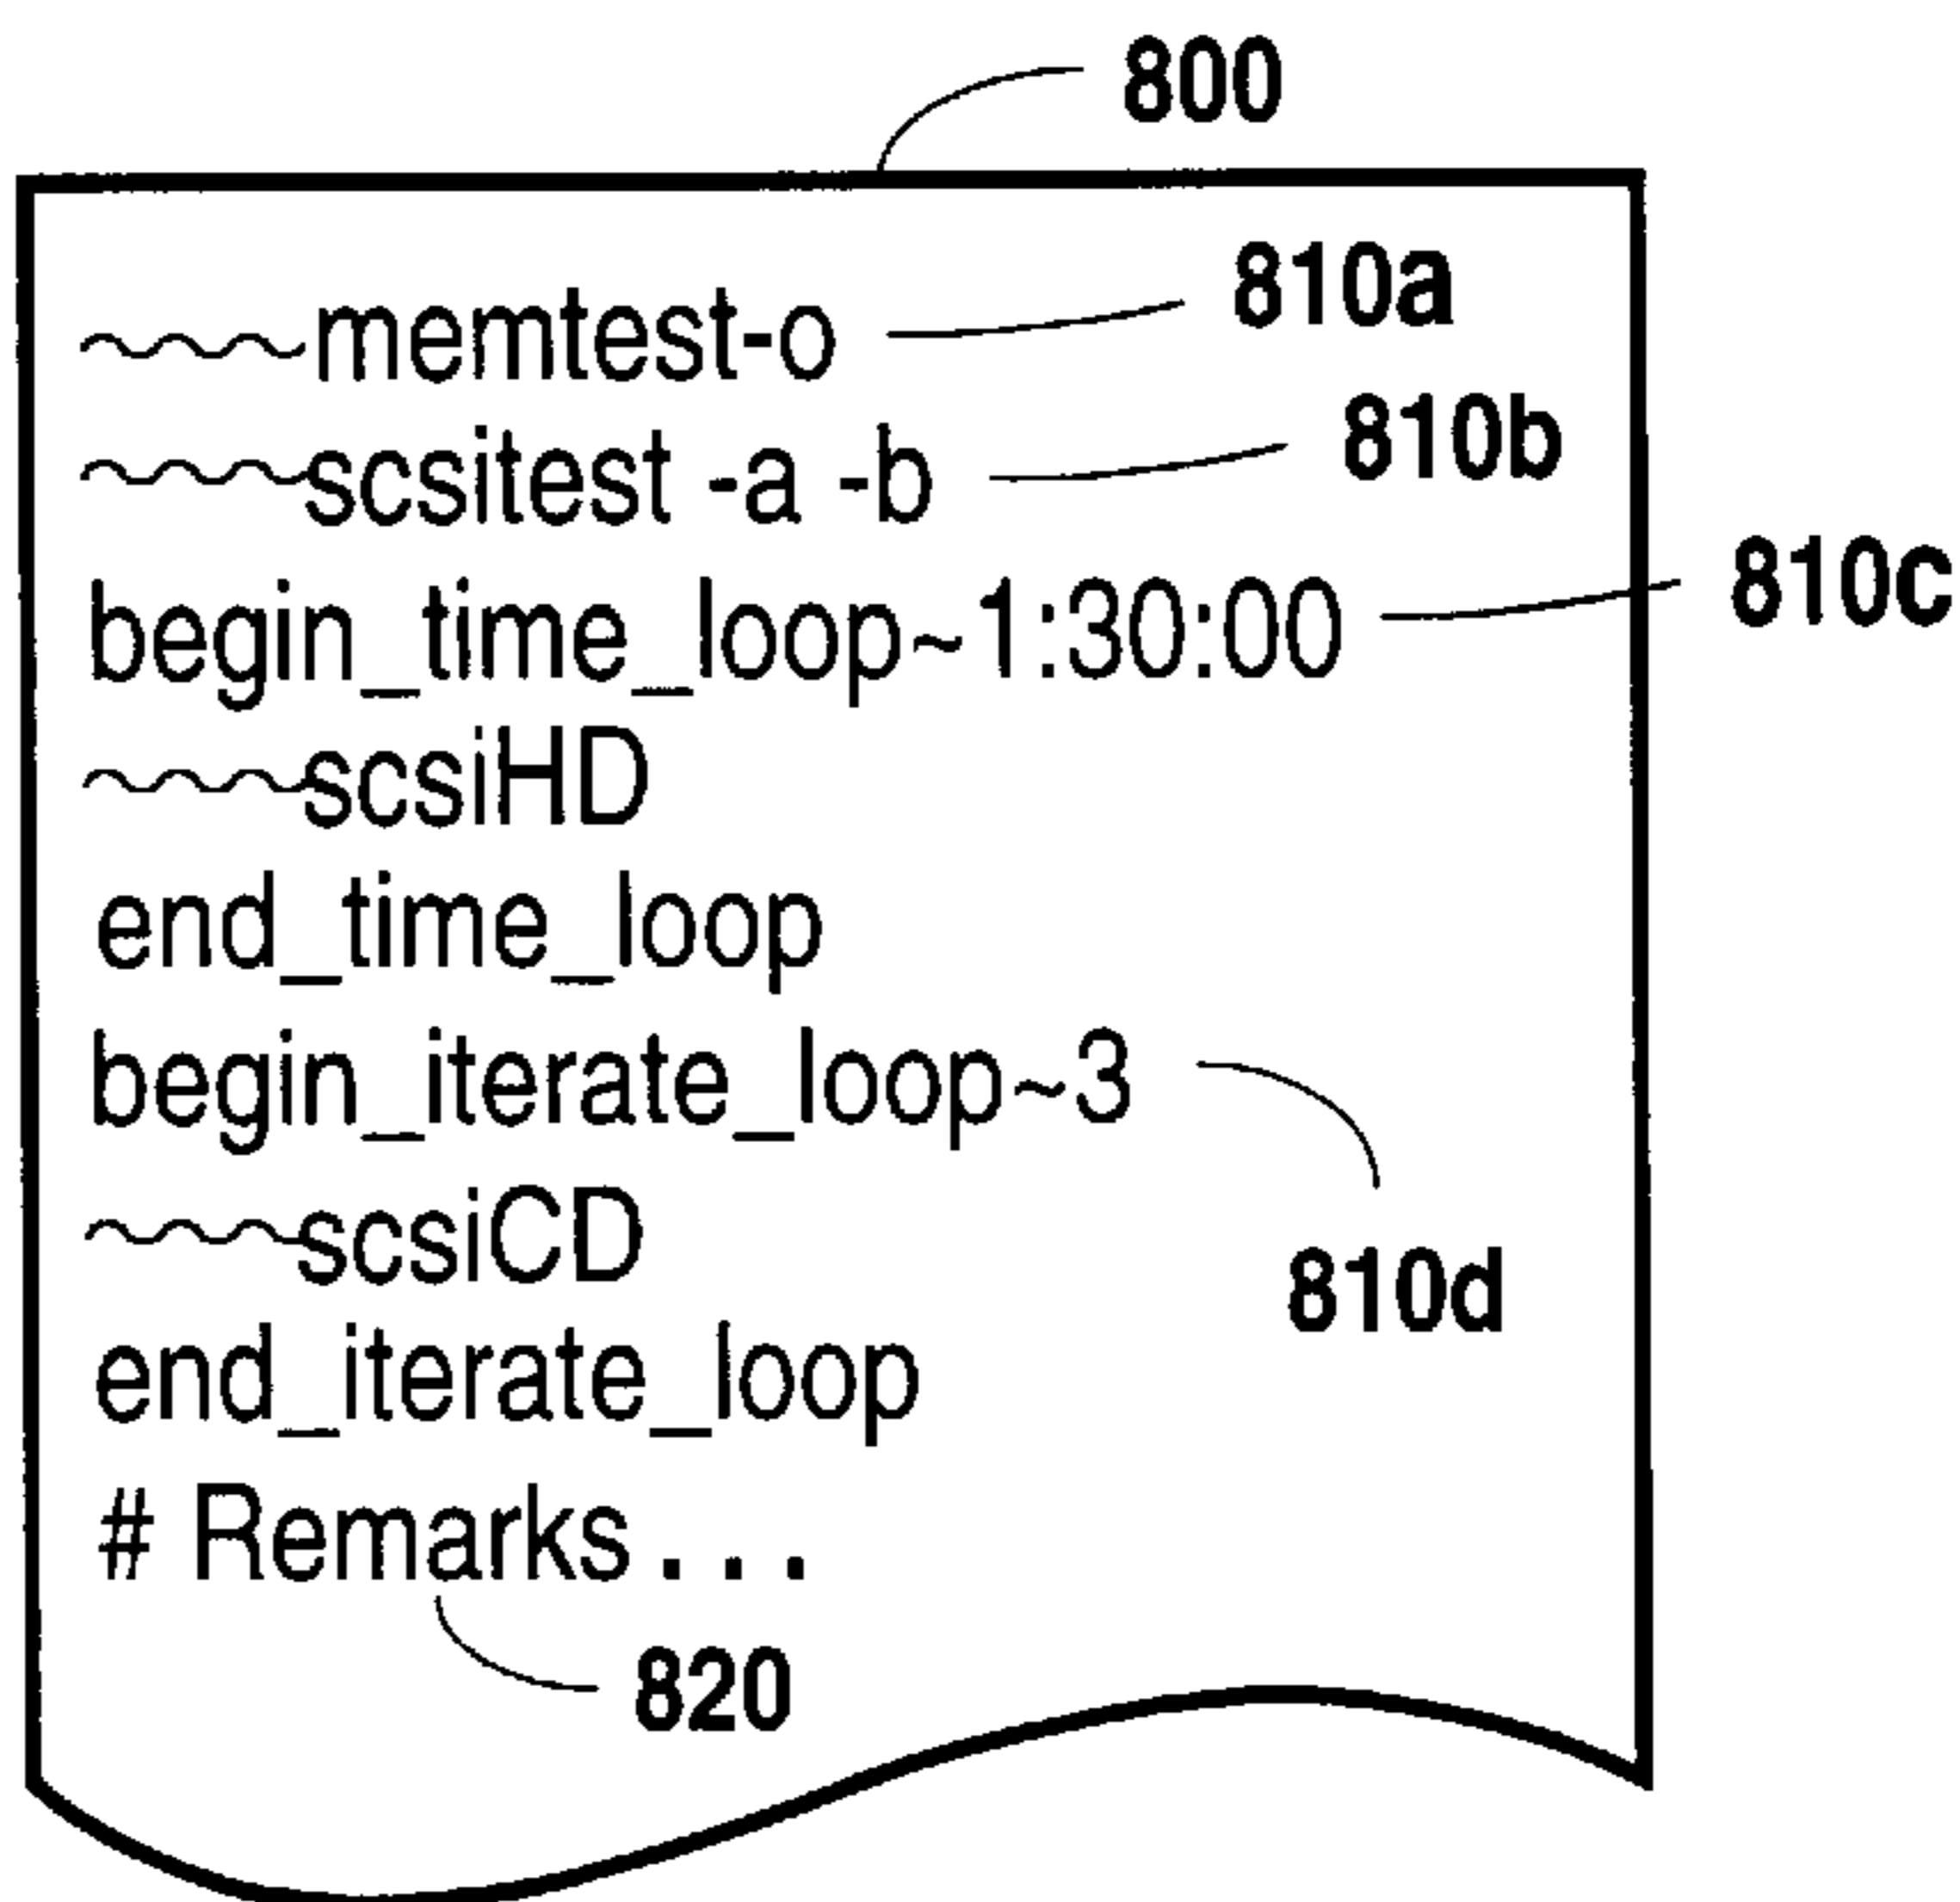 800
~~~memtest-o 810a
~~~scsitest -a -b 810b
begin_time_loop~1:30:00 810c
~~~scsiHD
end_time_loop
begin_iterate_loop~3
~~~scsiCD 810d
end_iterate_loop
# Remarks . . .
820